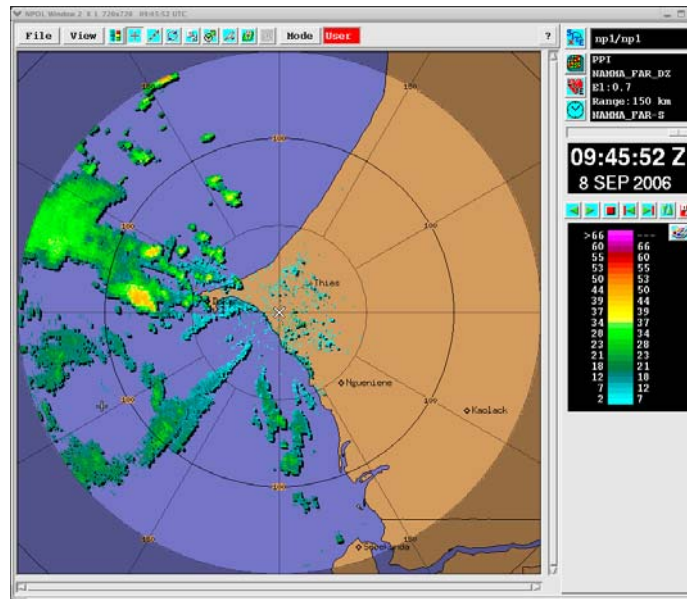 NPOL Window 2 X 1 720x720 09:45:52 UTC
File View Mode User ?
np1/np1
PPI
NAMMA_FAR_DZ
El:0.7
Range:150 km
NAMMA_FAR-S
09:45:52 Z
8 SEP 2006
>66 ---
60 66
55 60
53 55
50 53
44 50
39 44
37 39
34 37
28 34
23 28
21 23
18 21
12 18
7 12
2 7
150
150
100
Thies
Ngueniene
100
100
Kaolack
100
150
150